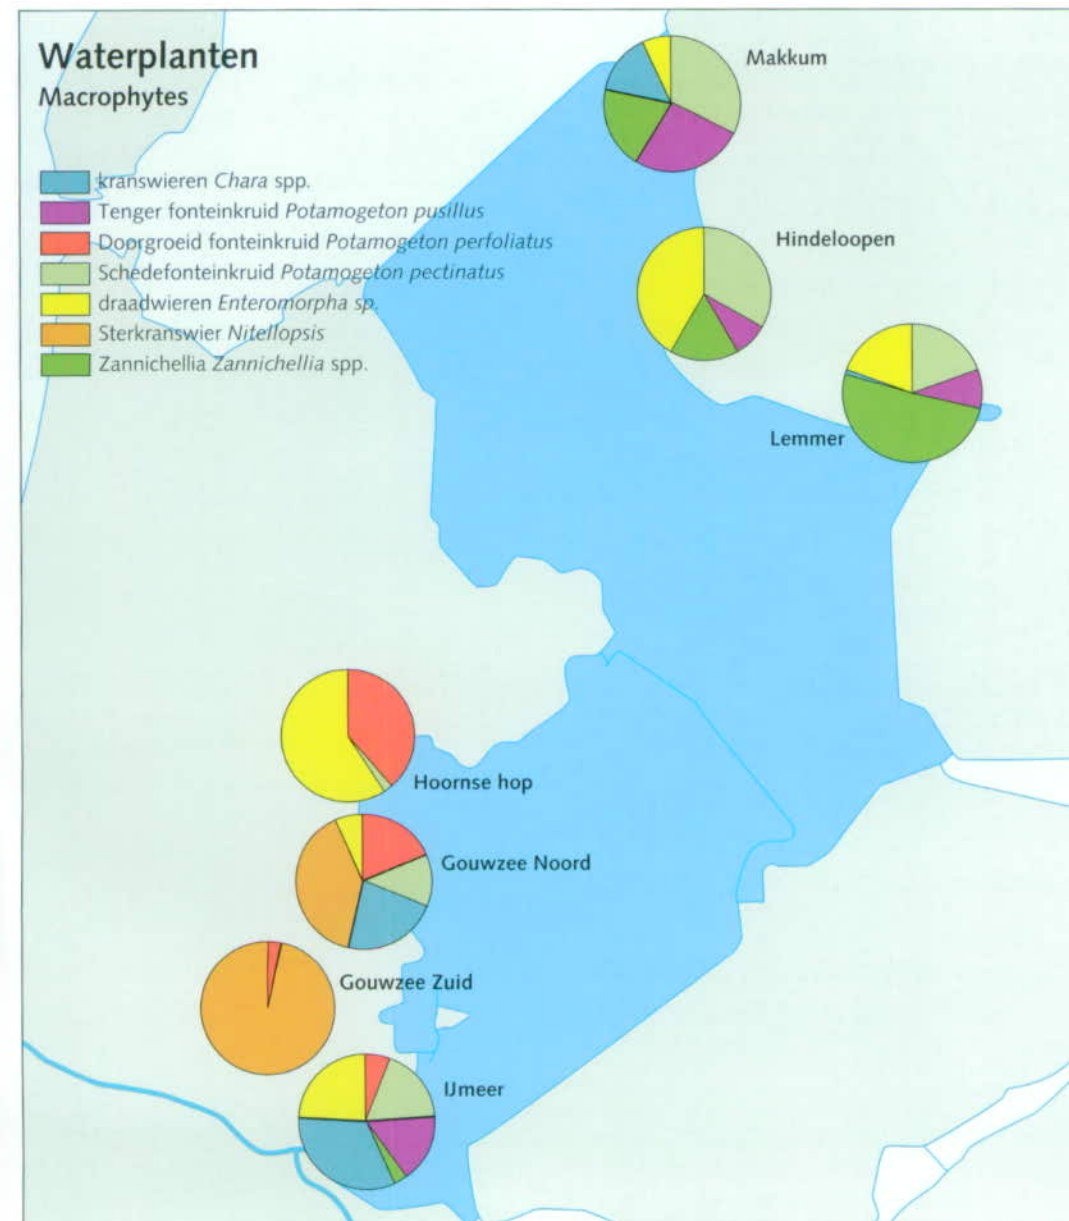 Waterplanten
Macrophytes
kranswieren Chara spp.
Tenger fonteinkruid Potamogeton pusillus
Doorgroeid fonteinkruid Potamogeton perfoliatus
Schedefonteinkruid Potamogeton pectinatus
draadwieren Enteromorpha sp.
Sterkranswier Nitellopsis
Zannichellia Zannichellia spp.
Makkum
Hindeloopen
Lemmer
Hoornse hop
Gouwzee Noord
Gouwzee Zuid
IJmeer